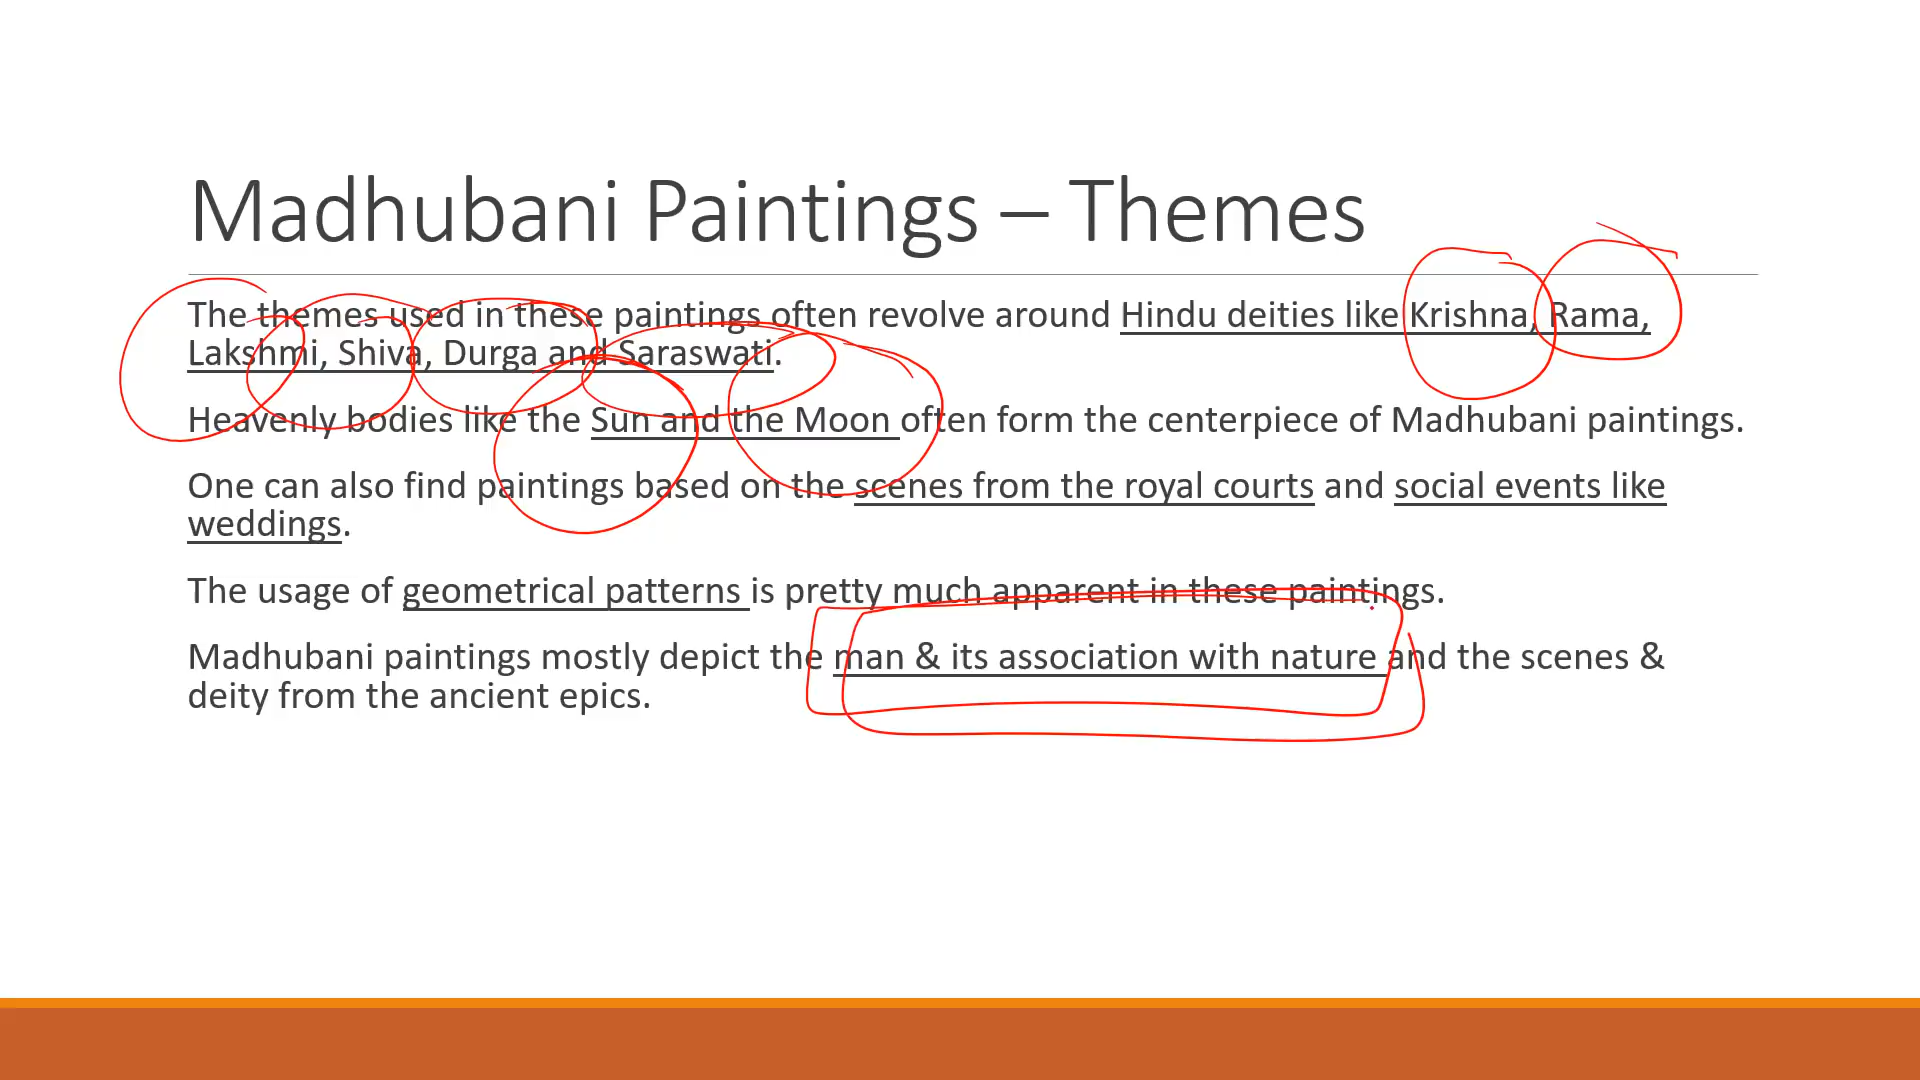 Madhubani Paintings – Themes
The themes used in these paintings often revolve around Hindu deities like Krishna, Rama,
Lakshmi, Shiva, Durga and Saraswati.
Heavenly bodies like the Sun and the Moon often form the centerpiece of Madhubani paintings.
One can also find paintings based on the scenes from the royal courts and social events like
weddings.
The usage of geometrical patterns is pretty much apparent in these paintings.
Madhubani paintings mostly depict the man & its association with nature and the scenes &
deity from the ancient epics.